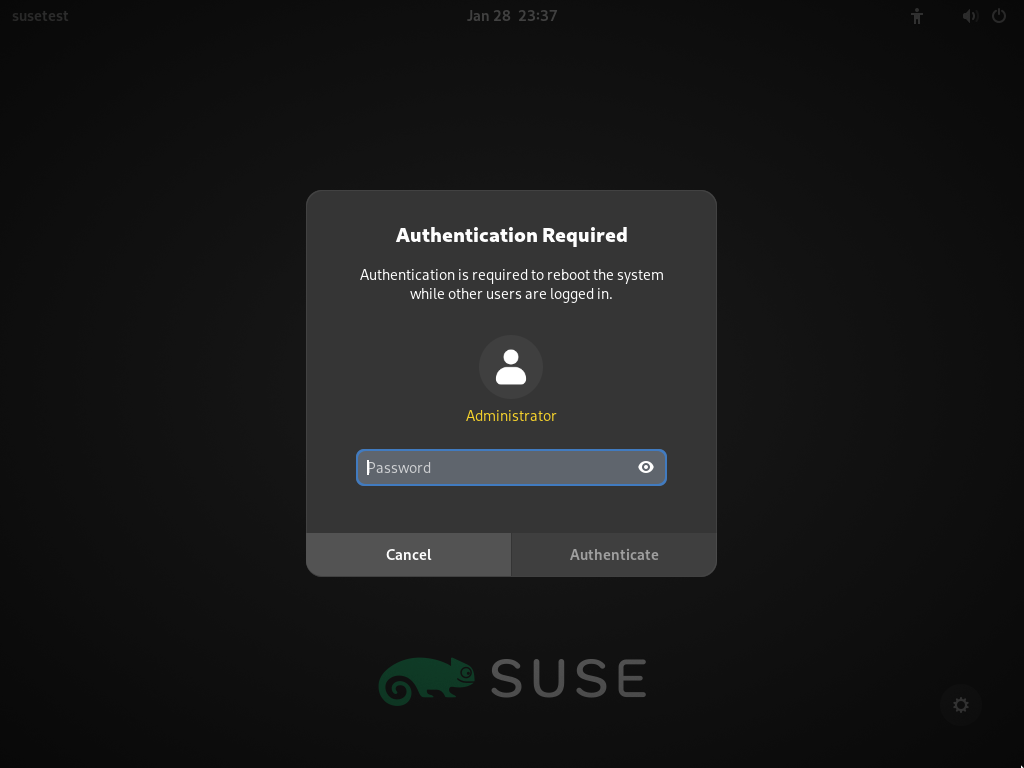 susetest
Jan 28 23:37
Authentication Required
Authentication is required to reboot the system
while other users are logged in.
Administrator
Password
Cancel
Authenticate
SUSE